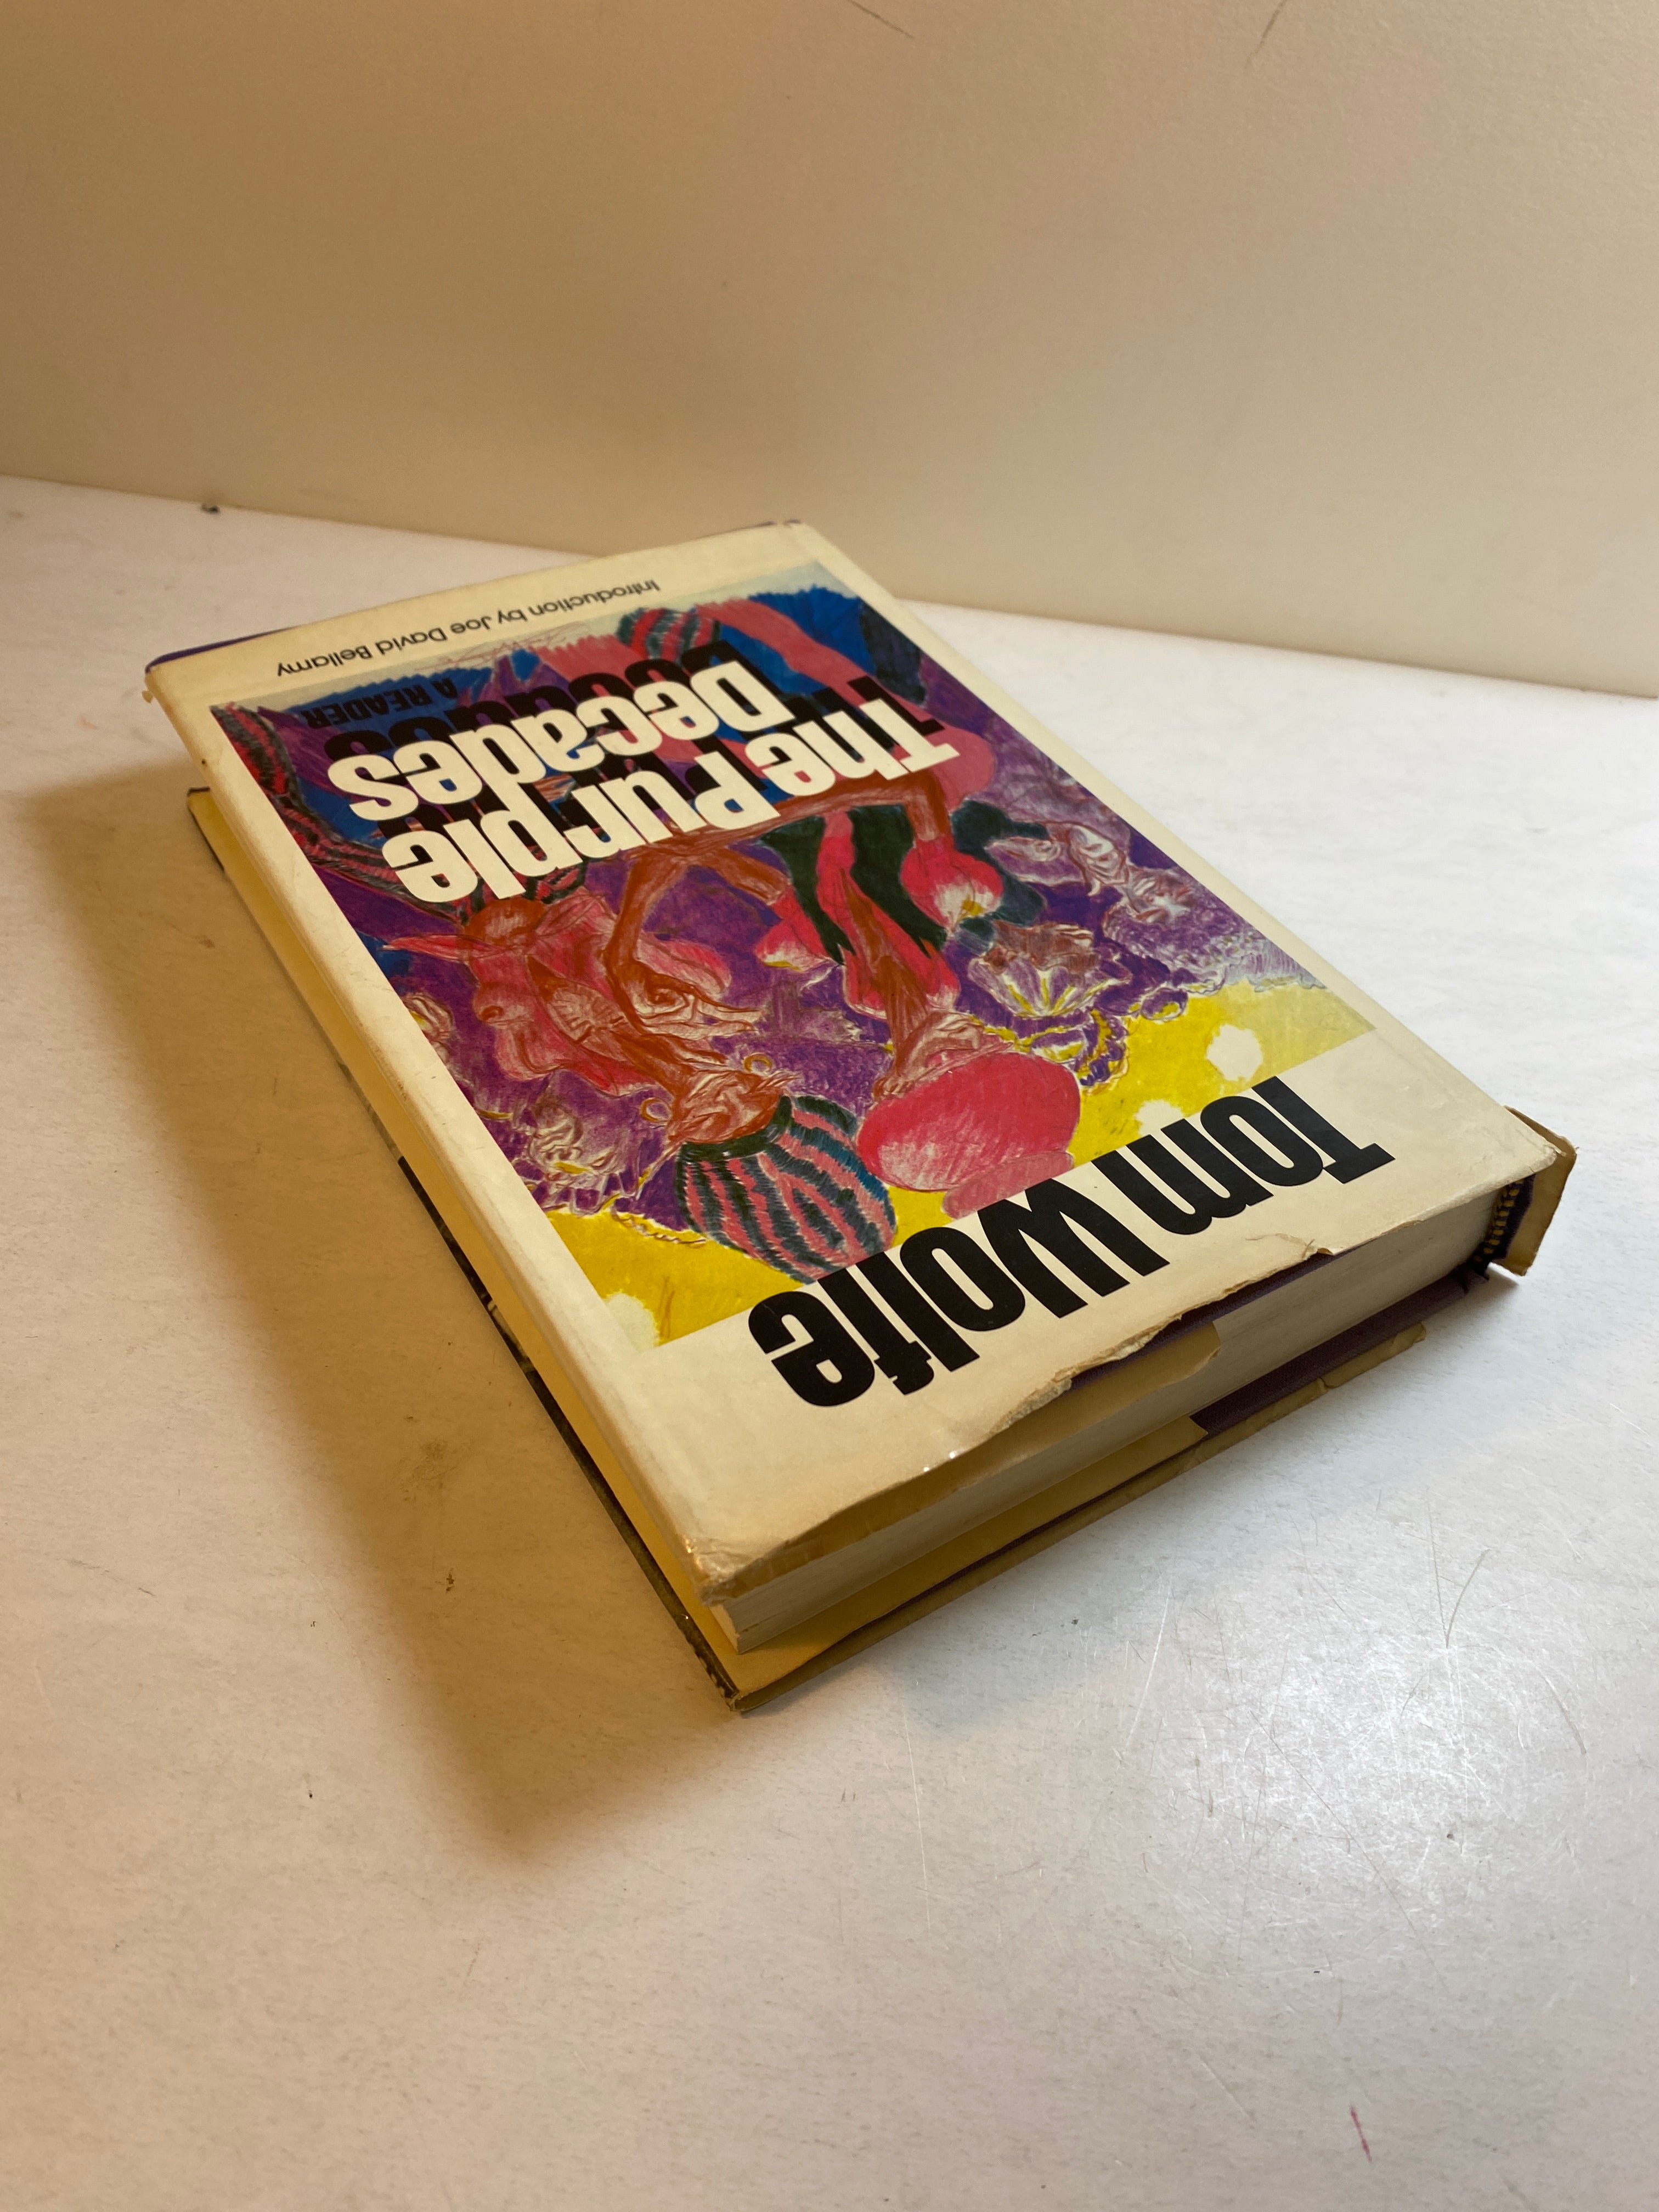 Tom Wolfe
The Purple
Decades
A READER
Introduction by Joe David Bellamy